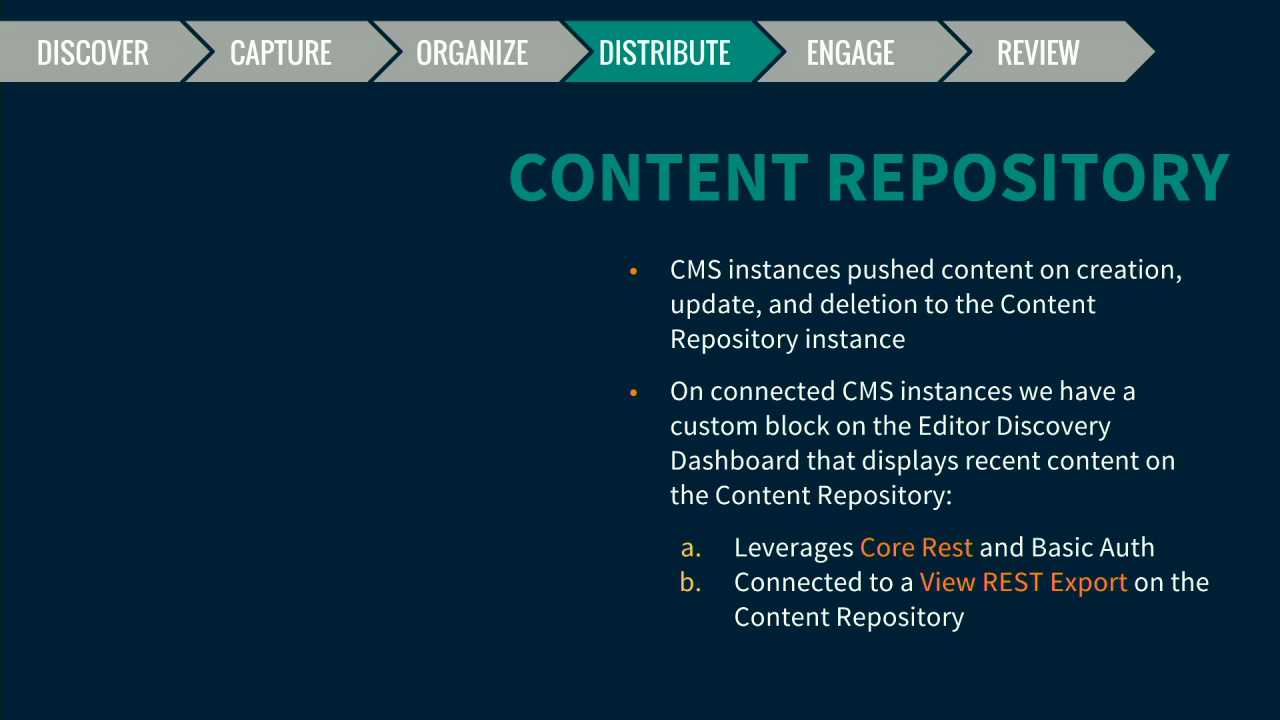 DISCOVER CAPTURE ORGANIZE DISTRIBUTE ENGAGE REVIEW
CONTENT REPOSITORY
• CMS instances pushed content on creation,
update, and deletion to the Content
Repository instance
• On connected CMS instances we have a
custom block on the Editor Discovery
Dashboard that displays recent content on
the Content Repository:
a. Leverages Core Rest and Basic Auth
b. Connected to a View REST Export on the
Content Repository